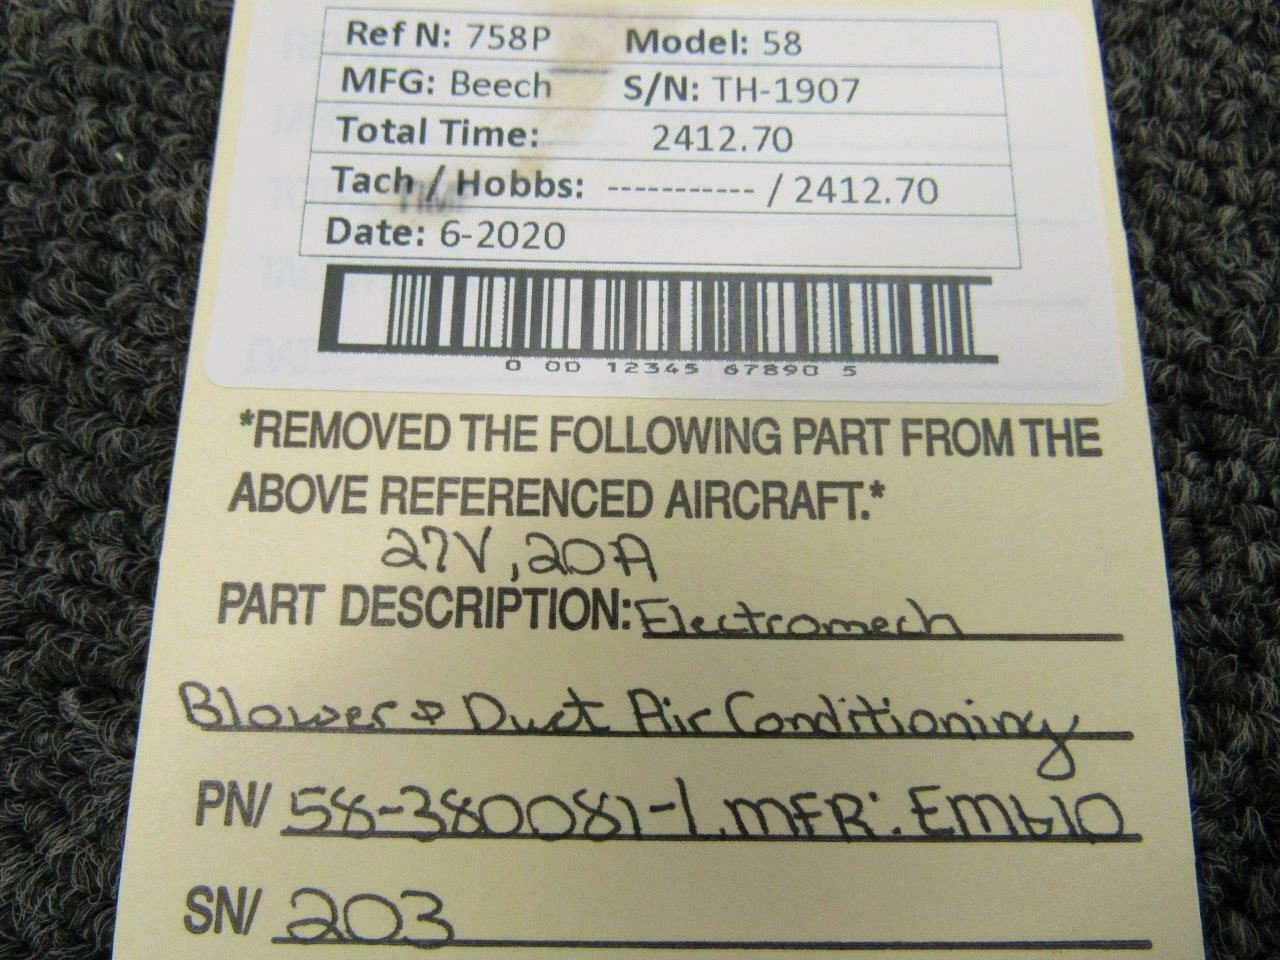 Ref N: 758P Model: 58
MFG: Beech S/N: TH-1907
Total Time: 2412.70
Tach / Hobbs: ----------- / 2412.70
Date: 6-2020
0 00 12345 67890 5
*REMOVED THE FOLLOWING PART FROM THE
ABOVE REFERENCED AIRCRAFT.*
27V, 20A
PART DESCRIPTION: Electromech
Blower & Duct Air Conditioning
PN/ 58-380081-1, MFR: EM610
SN/ 203